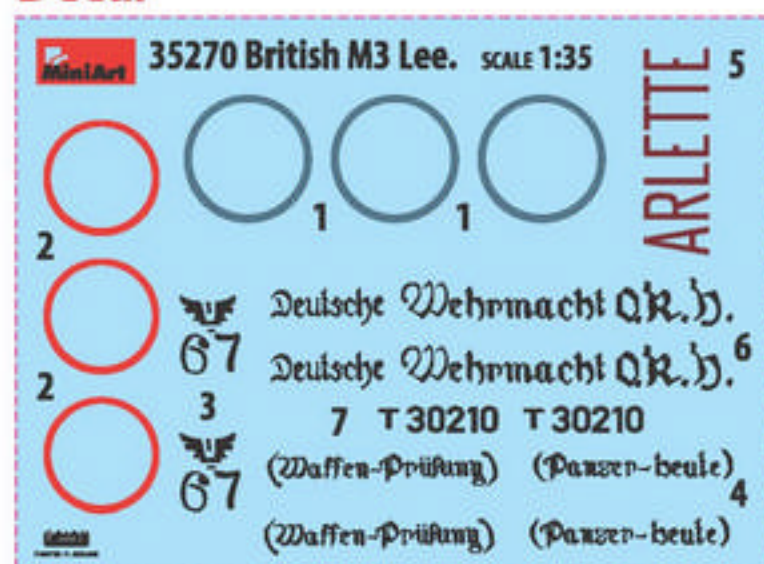 MiniArt 35270 British M3 Lee. SCALE 1:35
ARLETTE 5
1 1
2
Deutsche Wehrmacht O.K.H.
67
Deutsche Wehrmacht O.K.H. 6
2
3
7 T 30210 T 30210
67 (Waffen-Prüfung) (Panzer-beute)
4
(Waffen-Prüfung) (Panzer-beute)